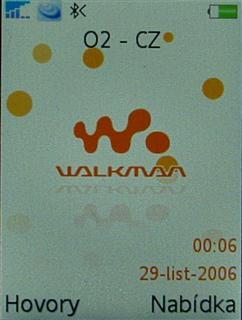 O2 - CZ
WALKMAN
00:06
29-list-2006
Hovory Nabídka